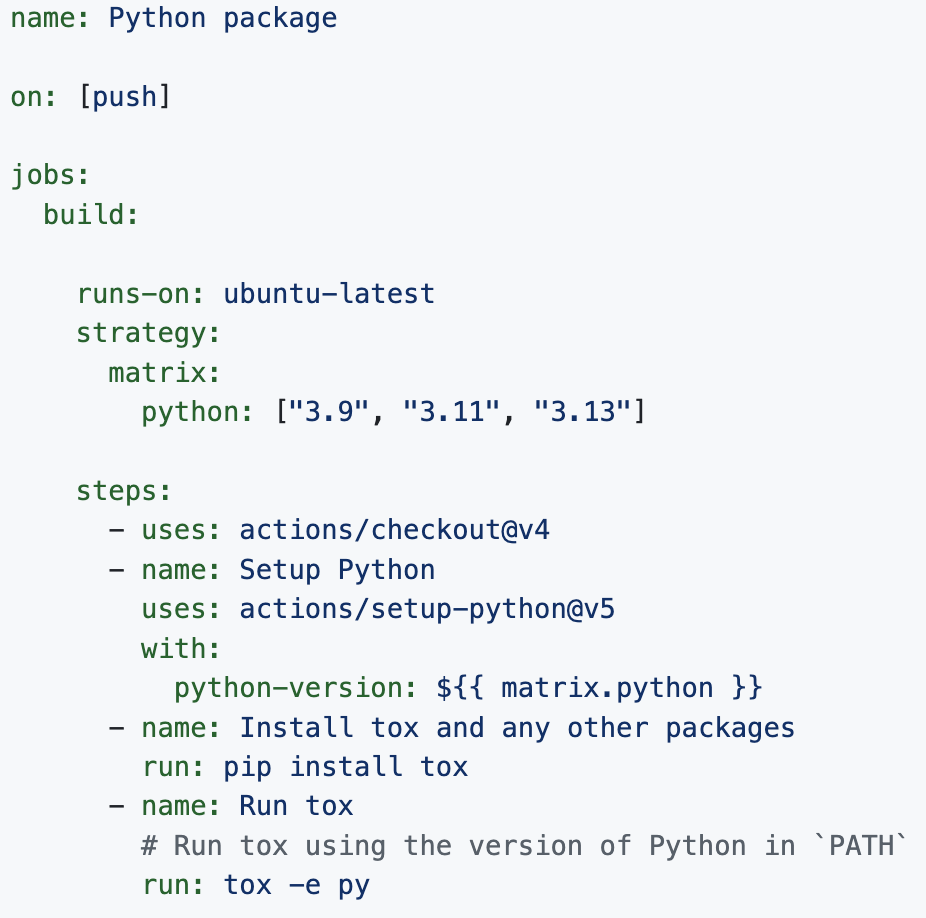 name: Python package
on: [push]
jobs:
  build:
    runs-on: ubuntu-latest
    strategy:
      matrix:
        python: ["3.9", "3.11", "3.13"]
    steps:
      - uses: actions/checkout@v4
      - name: Setup Python
        uses: actions/setup-python@v5
        with:
          python-version: ${{ matrix.python }}
      - name: Install tox and any other packages
        run: pip install tox
      - name: Run tox
        # Run tox using the version of Python in `PATH`
        run: tox -e py